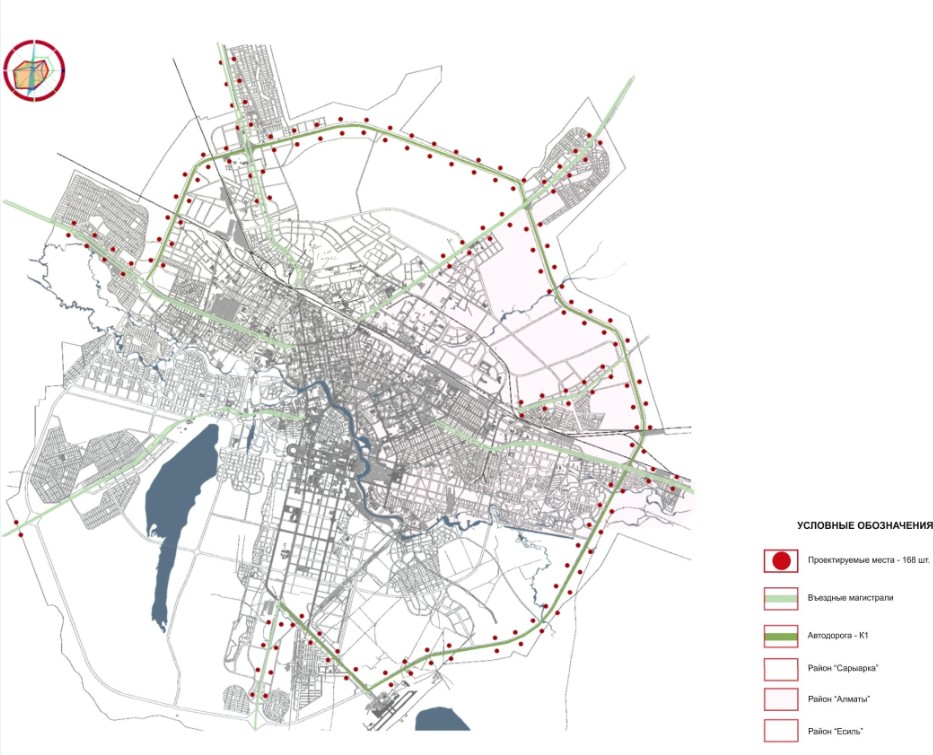 УСЛОВНЫЕ ОБОЗНАЧЕНИЯ
Проектируемые места - 168 шт.
Въездные магистрали
Автодорога - К1
Район "Сарыарка"
Район "Алматы"
Район "Есиль"